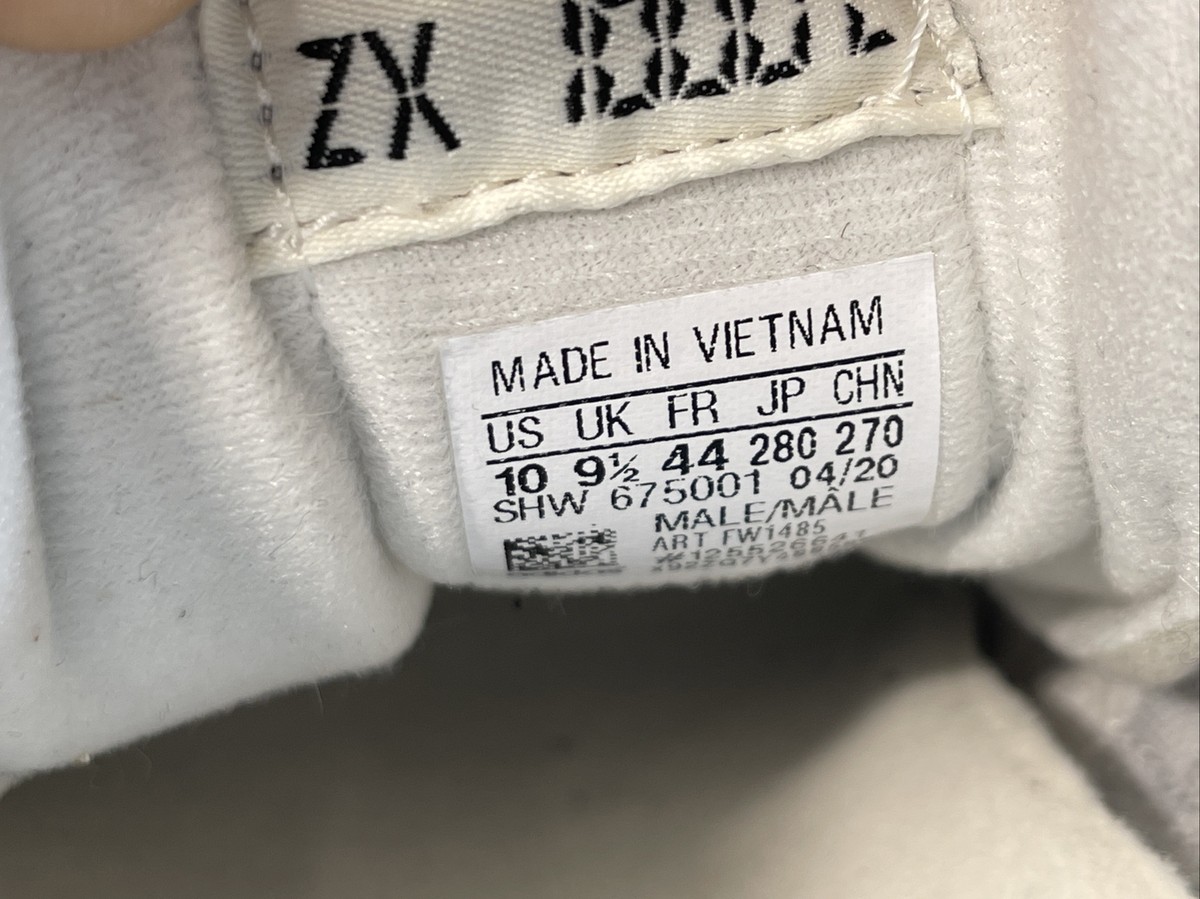 ZX
MADE IN VIETNAM
US UK FR JP CHN
10 9½ 44 280 270
SHW 675001 04/20
MALE/MÂLE
ART FW1485